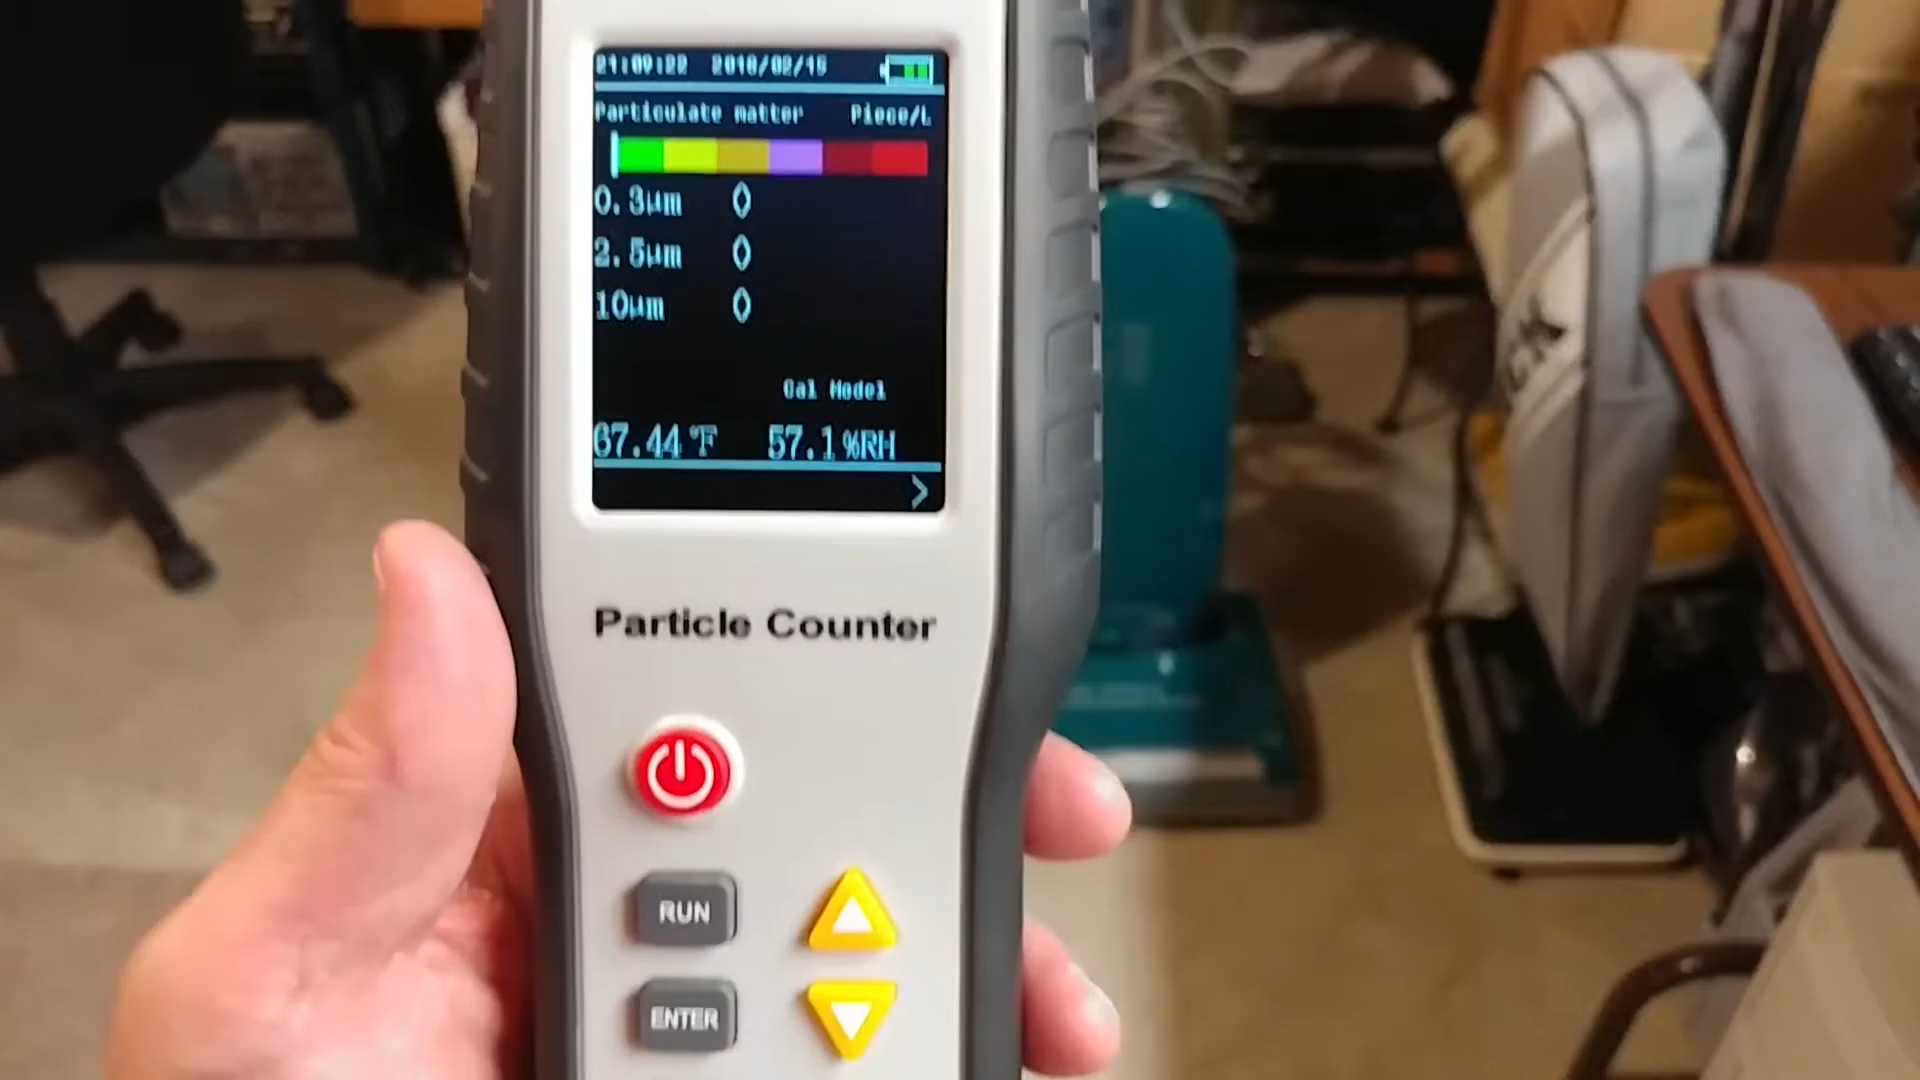 21:09:22 2018/02/15
Particulate matter Piece/L
0.3μm 0
2.5μm 0
10μm 0
Cal Model
67.44℉ 57.1%RH
>
Particle Counter
RUN
ENTER